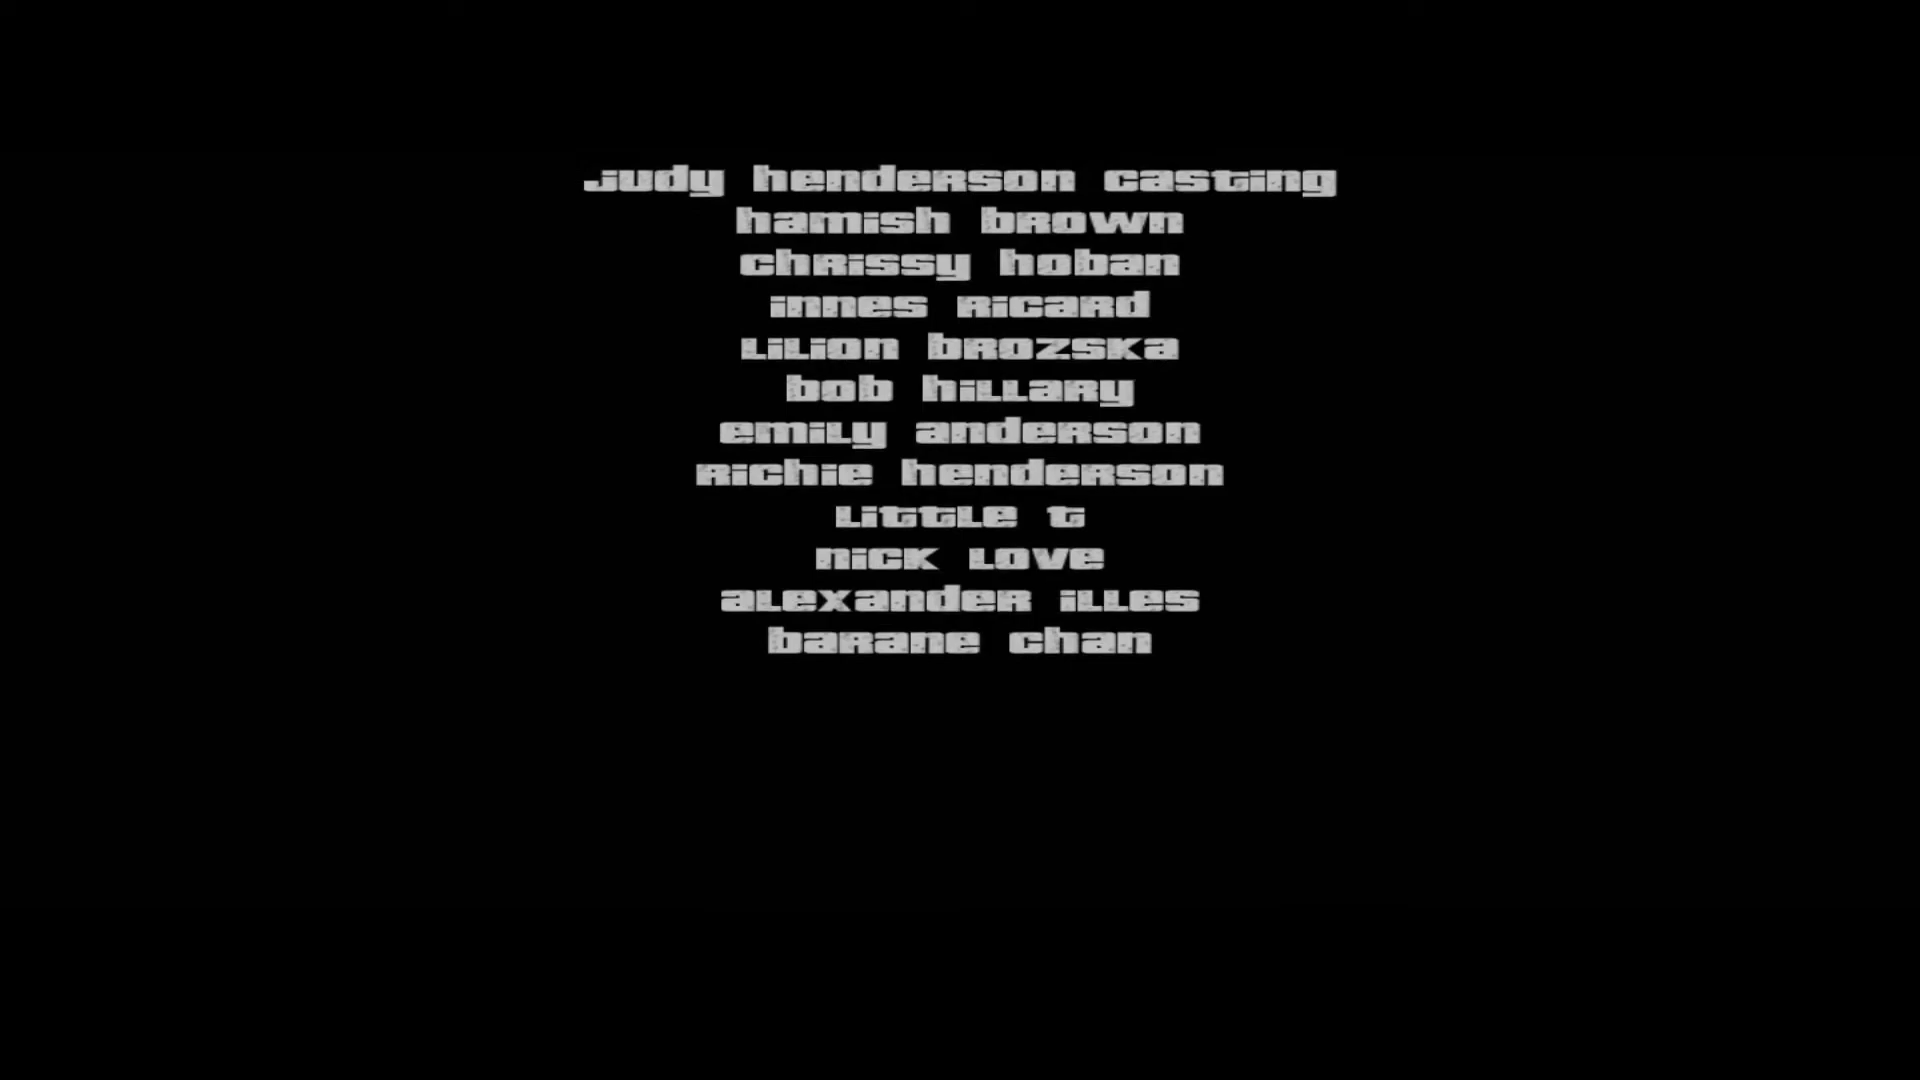 judy henderson casting
hamish brown
chrissy hoban
innes ricard
lilion brozska
bob hillary
emily anderson
richie henderson
little t
nick love
alexander illes
barane chan